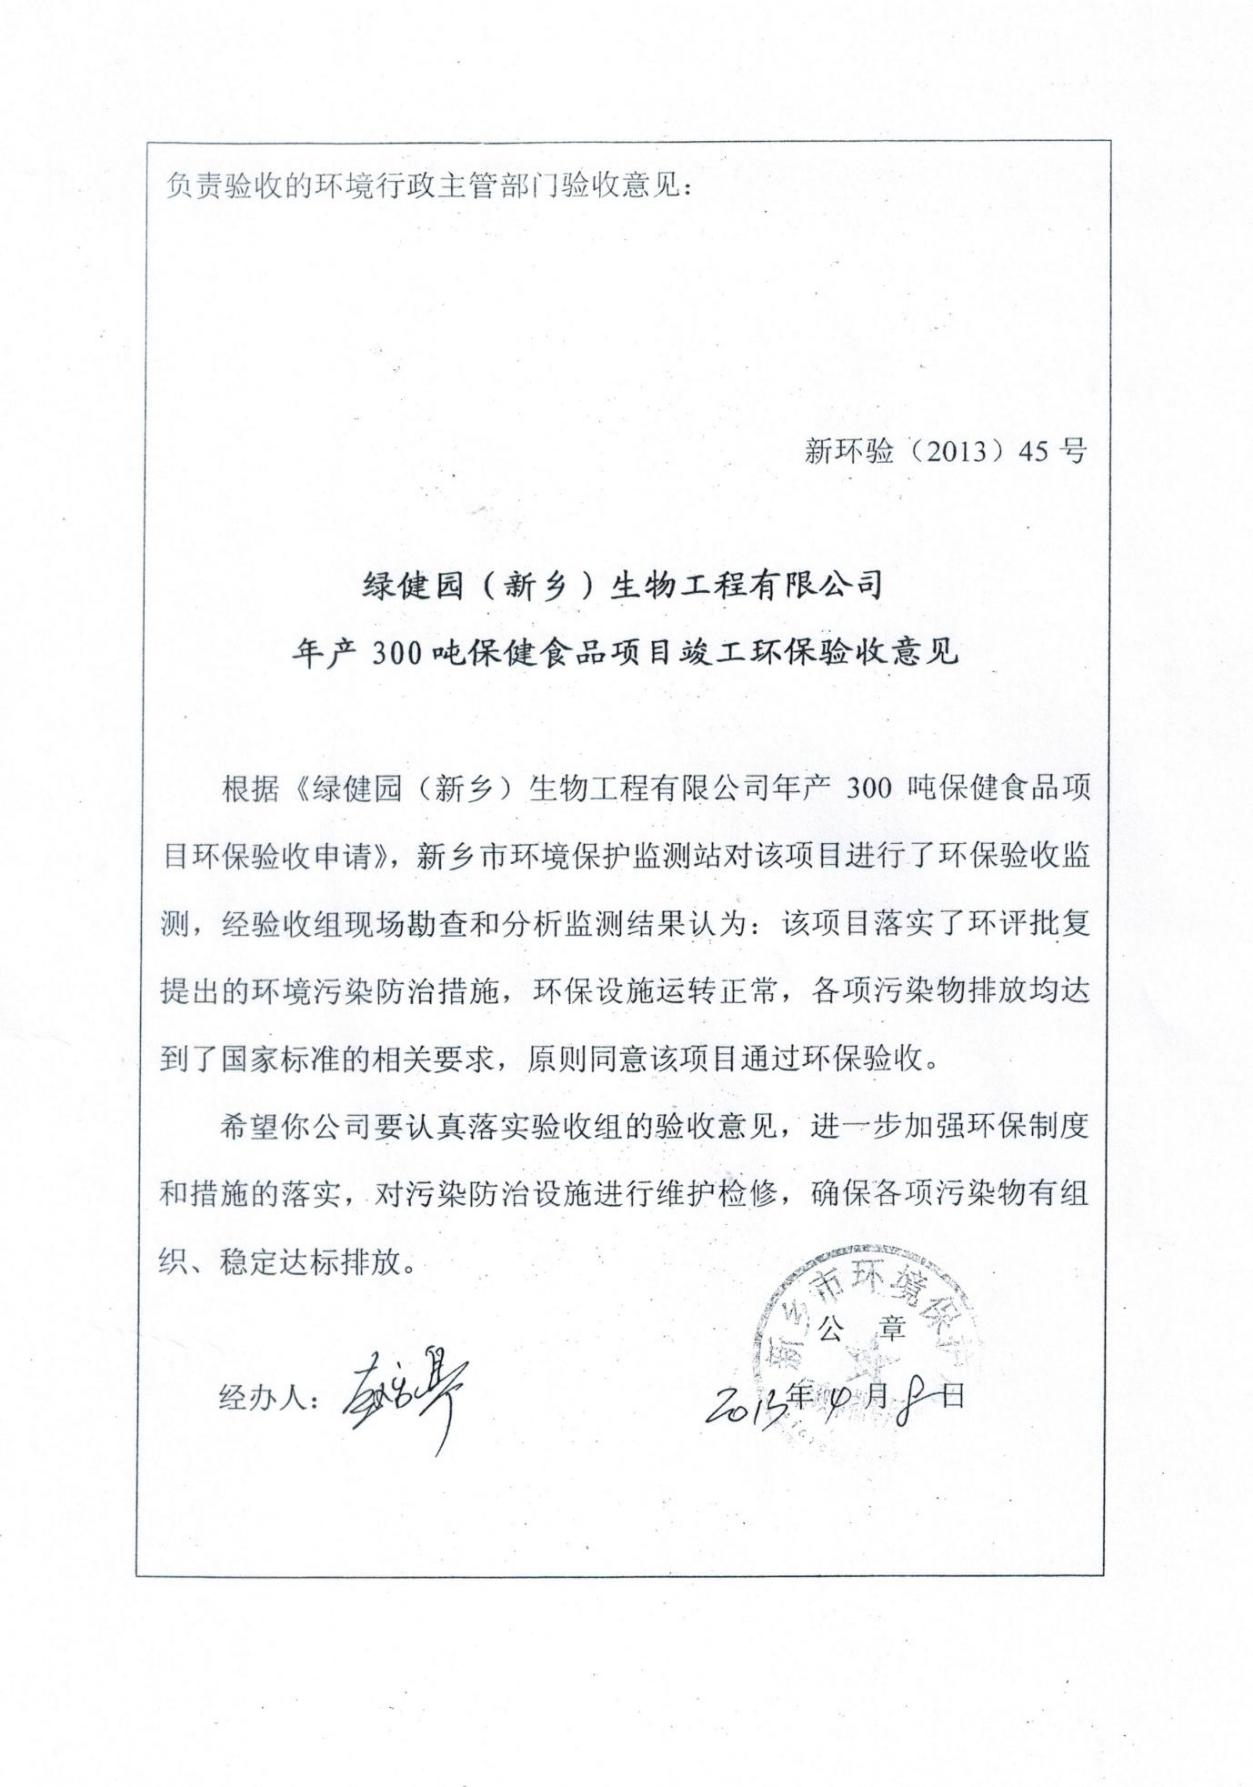 负责验收的环境行政主管部门验收意见：
新环验（2013）45 号
绿健园（新乡）生物工程有限公司
年产 300 吨保健食品项目竣工环保验收意见
根据《绿健园（新乡）生物工程有限公司年产 300 吨保健食品项
目环保验收申请》，新乡市环境保护监测站对该项目进行了环保验收监
测，经验收组现场勘查和分析监测结果认为：该项目落实了环评批复
提出的环境污染防治措施，环保设施运转正常，各项污染物排放均达
到了国家标准的相关要求，原则同意该项目通过环保验收。
希望你公司要认真落实验收组的验收意见，进一步加强环保制度
和措施的落实，对污染防治设施进行维护检修，确保各项污染物有组
织、稳定达标排放。
新乡市环境保护
公 章
经办人：
2013年4月8日